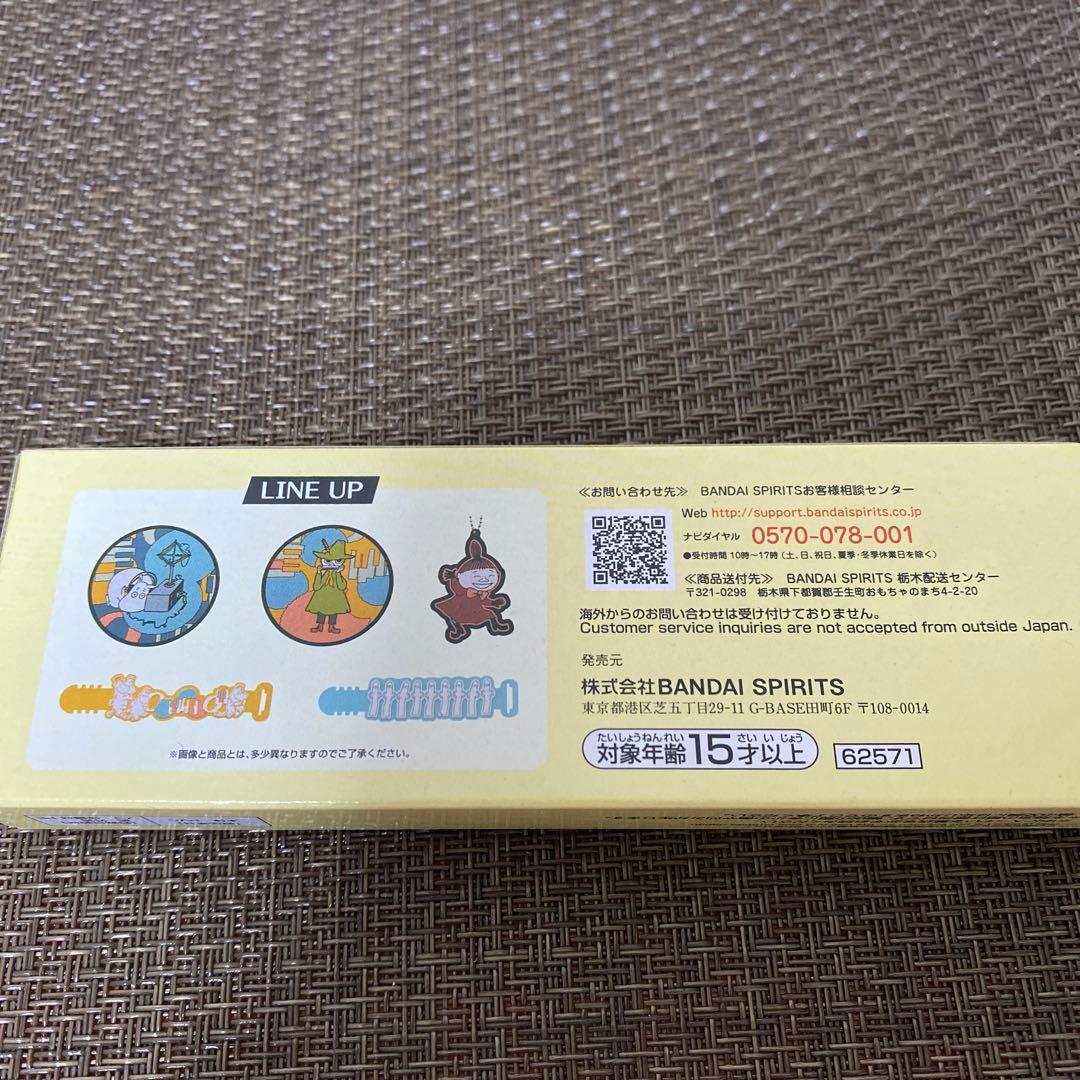 LINE UP
※画像と商品とは、多少異なりますのでご了承ください。
≪お問い合わせ先≫ BANDAI SPIRITSお客様相談センター
Web http://support.bandaispirits.co.jp
ナビダイヤル 0570-078-001
●受付時間 10時～17時(土、日、祝日、夏季・冬季休業日を除く)
≪商品送付先≫ BANDAI SPIRITS 栃木配送センター
〒321-0298 栃木県下都賀郡壬生町おもちゃのまち4-2-20
海外からのお問い合わせは受け付けておりません。
Customer service inquiries are not accepted from outside Japan.
発売元
株式会社BANDAI SPIRITS
東京都港区芝五丁目29-11 G-BASE田町6F 〒108-0014
たいしょうねんれい さい い じょう
対象年齢15才以上
62571